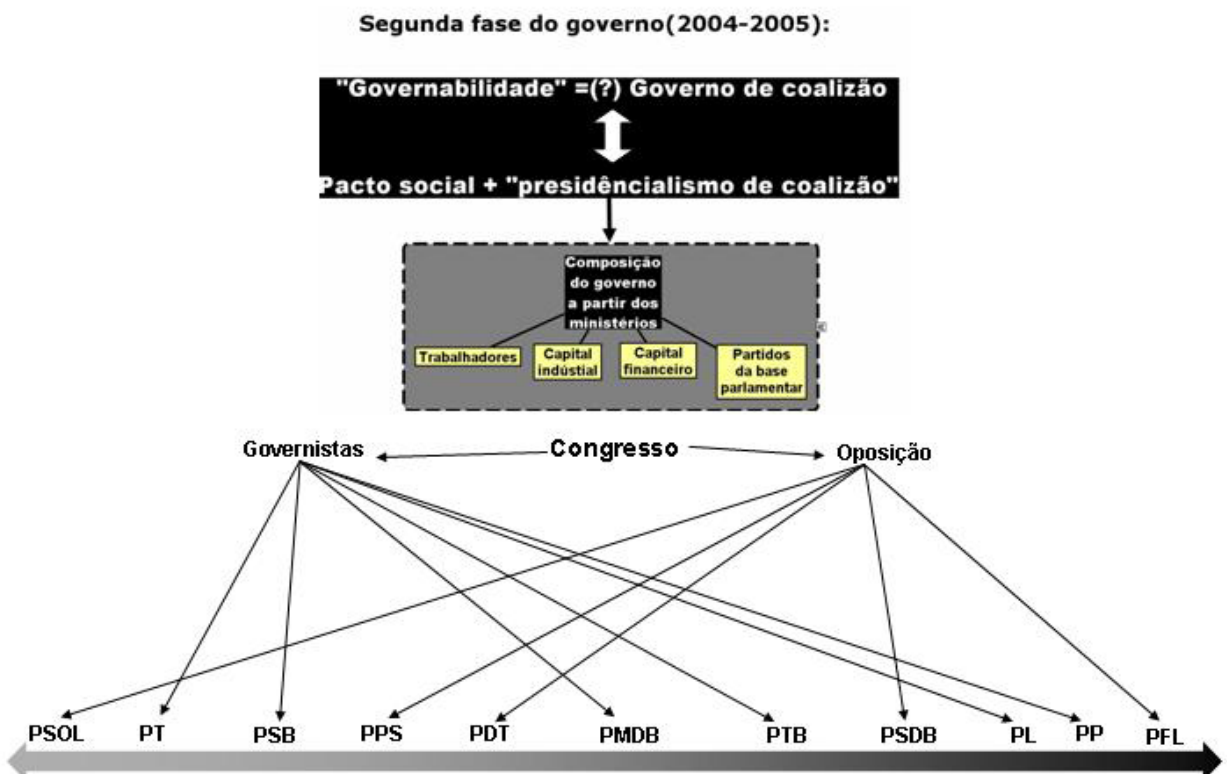 Segunda fase do governo(2004-2005):
"Governabilidade" =(?) Governo de coalizão
Pacto social + "presidêncialismo de coalizão"
Composição
do governo
a partir dos
ministérios
Trabalhadores
Capital
indústial
Capital
financeiro
Partidos
da base
parlamentar
Governistas
Congresso
Oposição
PSOL PT PSB PPS PDT PMDB PTB PSDB PL PP PFL